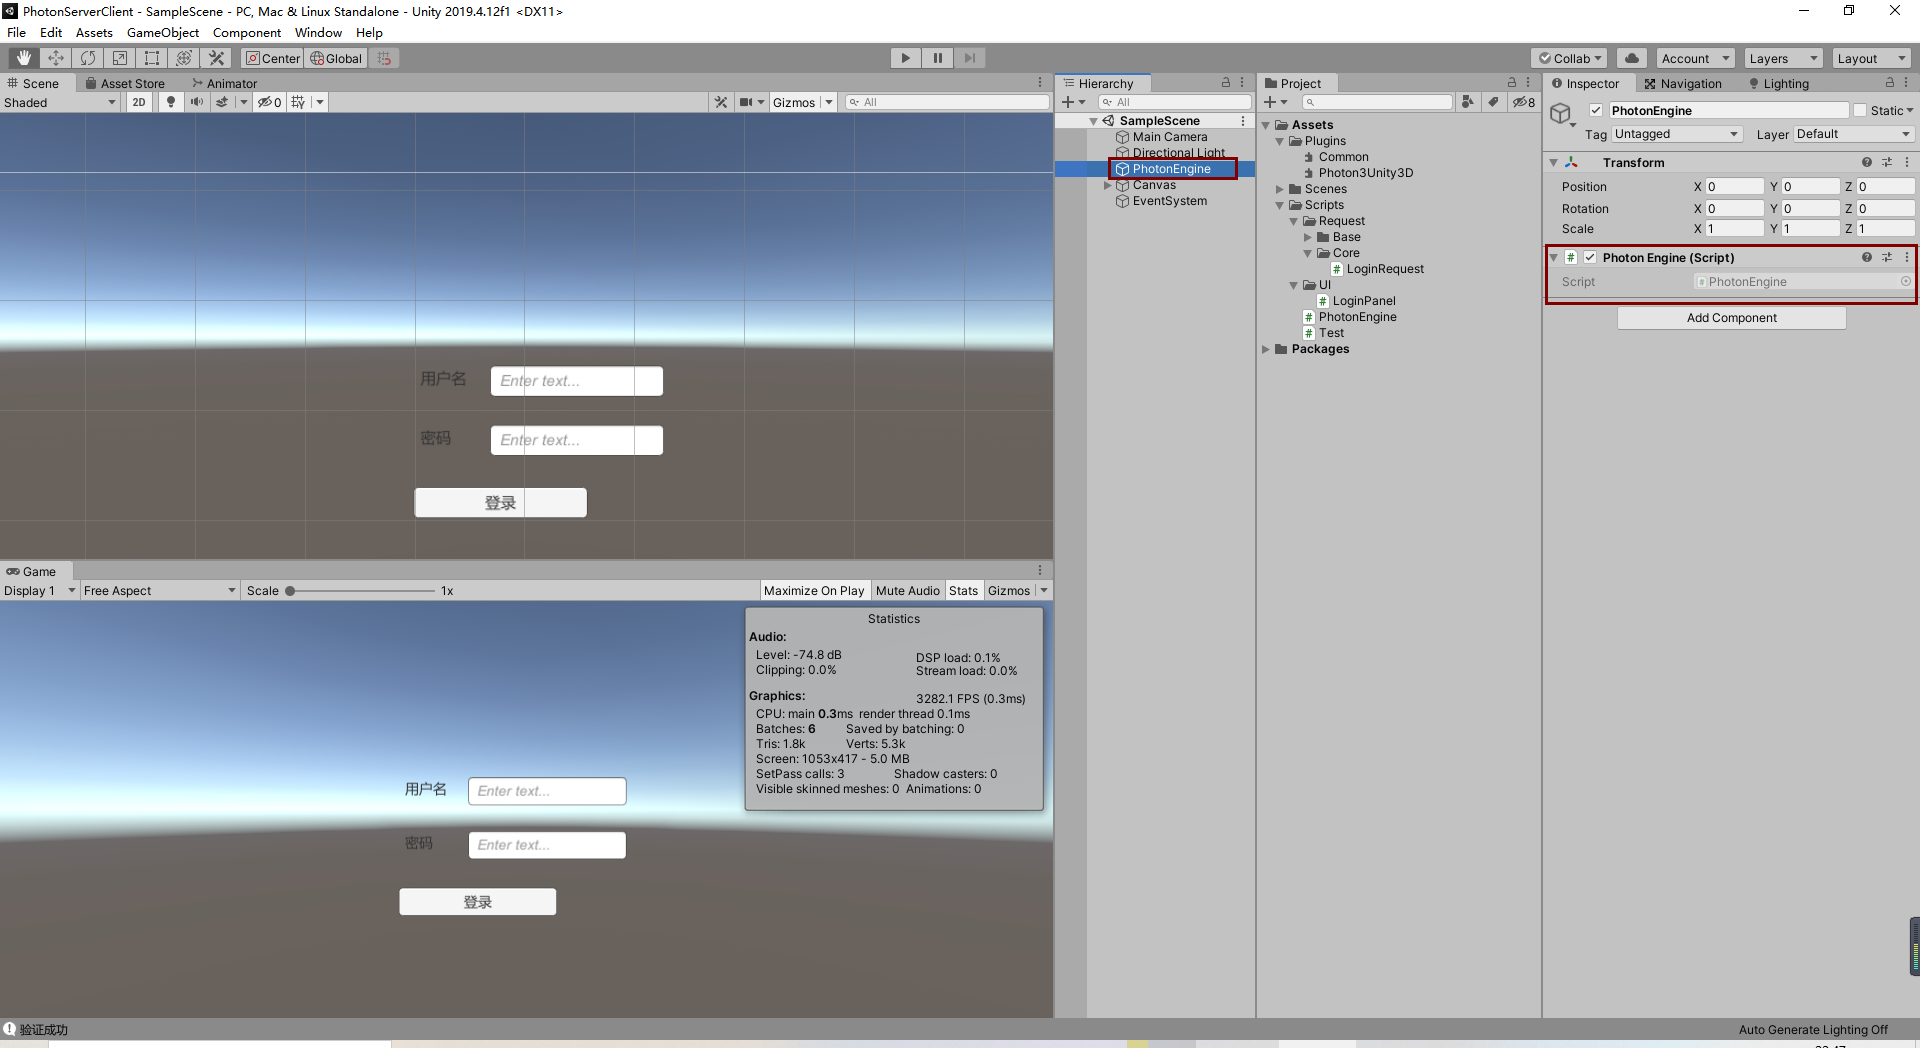 PhotonServerClient - SampleScene - PC, Mac & Linux Standalone - Unity 2019.4.12f1 <DX11>
File Edit Assets GameObject Component Window Help
Center Global Collab Account Layers Layout
Scene Asset Store Animator
Shaded 2D 0 Gizmos All
用户名 Enter text...
密码 Enter text...
登录
Game
Display 1 Free Aspect Scale 1x Maximize On Play Mute Audio Stats Gizmos
Statistics
Audio:
Level: -74.8 dB DSP load: 0.1%
Clipping: 0.0% Stream load: 0.0%
Graphics: 3282.1 FPS (0.3ms)
CPU: main 0.3ms render thread 0.1ms
Batches: 6 Saved by batching: 0
Tris: 1.8k Verts: 5.3k
Screen: 1053x417 - 5.0 MB
SetPass calls: 3 Shadow casters: 0
Visible skinned meshes: 0 Animations: 0
用户名 Enter text...
密码 Enter text...
登录
Hierarchy
All
SampleScene
Main Camera
Directional Light
PhotonEngine
Canvas
EventSystem
Project
8
Assets
Plugins
Common
Photon3Unity3D
Scenes
Scripts
Request
Base
Core
LoginRequest
UI
LoginPanel
PhotonEngine
Test
Packages
Inspector Navigation Lighting
PhotonEngine Static
Tag Untagged Layer Default
Transform
Position X 0 Y 0 Z 0
Rotation X 0 Y 0 Z 0
Scale X 1 Y 1 Z 1
Photon Engine (Script)
Script PhotonEngine
Add Component
验证成功
Auto Generate Lighting Off